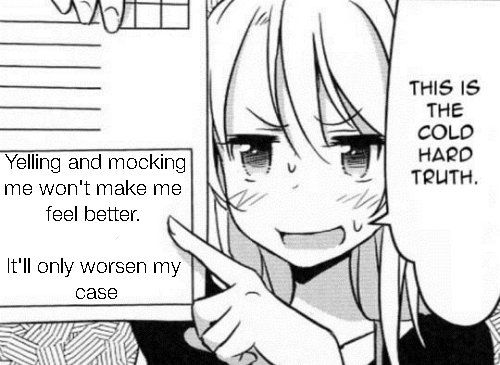 Yelling and mocking
me won't make me
feel better.
It'll only worsen my
case
THIS IS
THE
COLD
HARD
TRUTH.